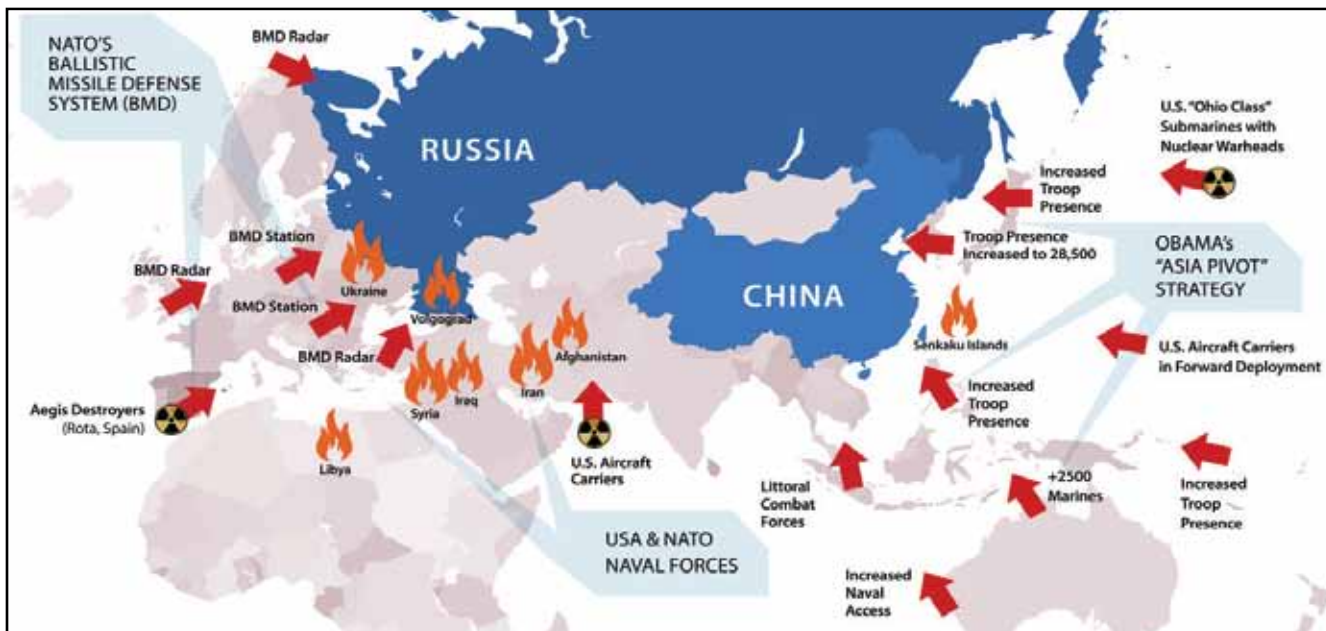 NATO'S
BALLISTIC
MISSILE DEFENSE
SYSTEM (BMD)
BMD Radar
RUSSIA
U.S. "Ohio Class"
Submarines with
Nuclear Warheads
Increased
Troop
Presence
BMD Station
BMD Radar
Ukraine
Troop Presence
Increased to 28,500
OBAMA's
"ASIA PIVOT"
STRATEGY
CHINA
BMD Station
Volgograd
BMD Radar
Afghanistan
Senkaku Islands
U.S. Aircraft Carriers
in Forward Deployment
Syria
Iraq
Iran
Increased
Troop
Presence
Aegis Destroyers
(Rota, Spain)
Libya
U.S. Aircraft
Carriers
Littoral
Combat
Forces
+2500
Marines
Increased
Troop
Presence
USA & NATO
NAVAL FORCES
Increased
Naval
Access